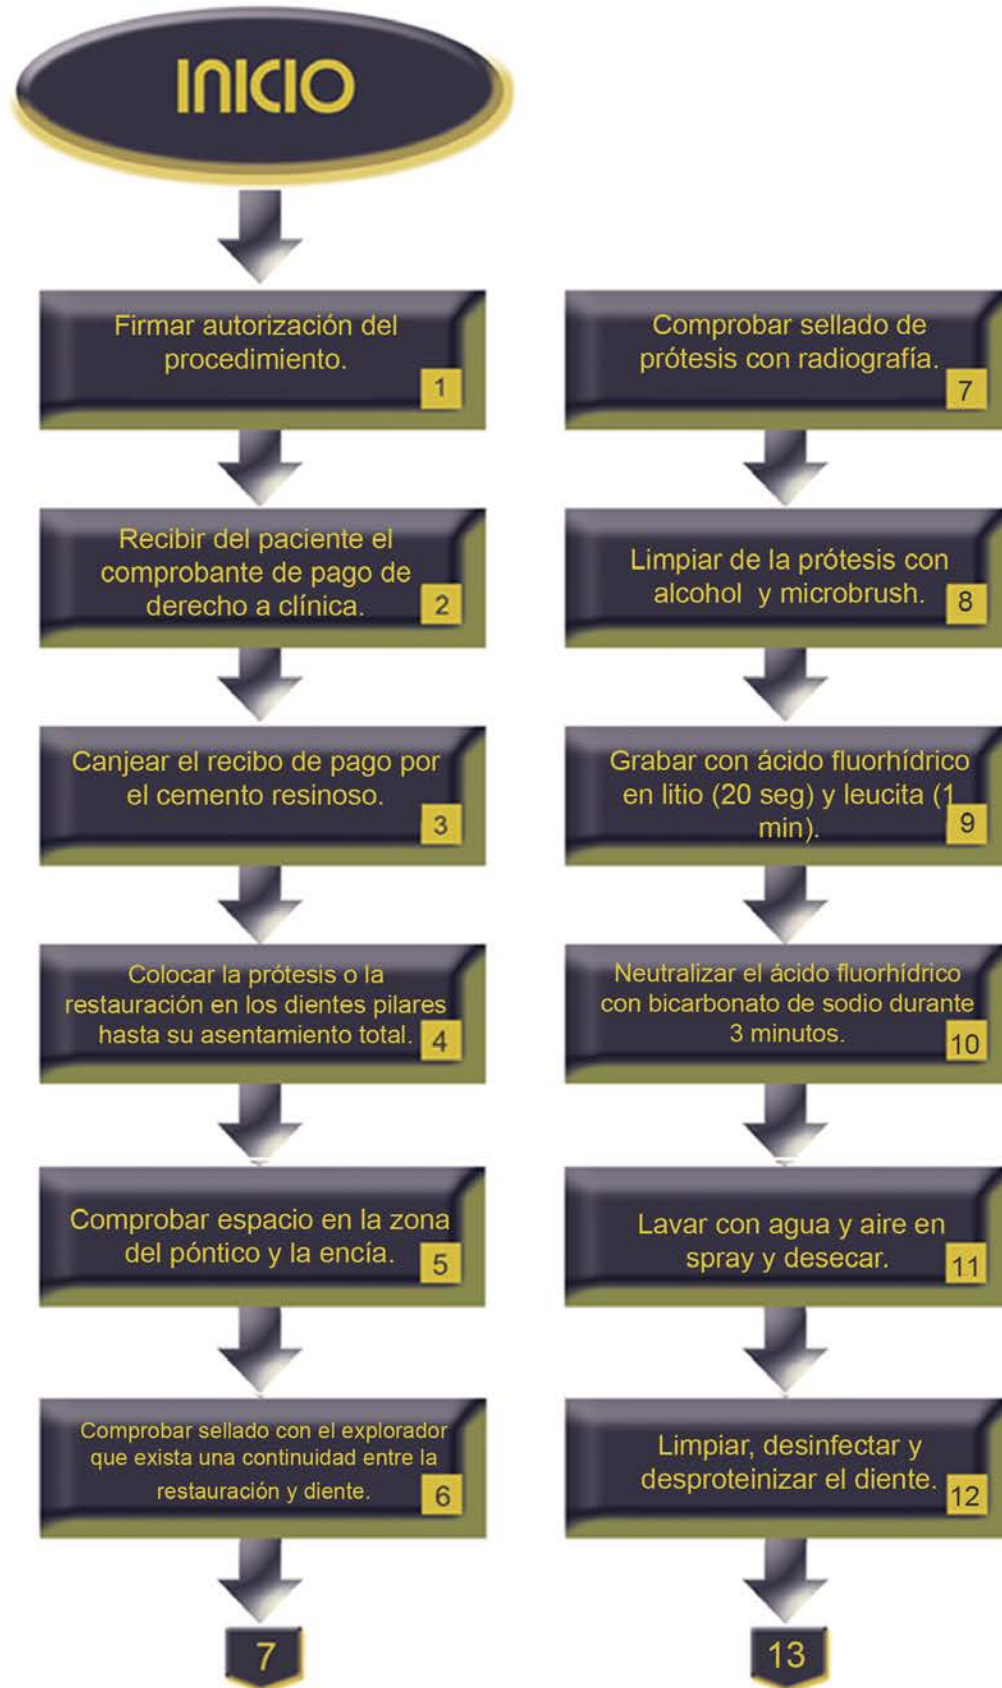 INICIO
Firmar autorización del
procedimiento.
1
Recibir del paciente el
comprobante de pago de
derecho a clínica.
2
Canjear el recibo de pago por
el cemento resinoso.
3
Colocar la prótesis o la
restauración en los dientes pilares
hasta su asentamiento total.
4
Comprobar espacio en la zona
del póntico y la encía.
5
Comprobar sellado con el explorador
que exista una continuidad entre la
restauración y diente.
6
7
Comprobar sellado de
prótesis con radiografía.
7
Limpiar de la prótesis con
alcohol y microbrush.
8
Grabar con ácido fluorhídrico
en litio (20 seg) y leucita (1
min).
9
Neutralizar el ácido fluorhídrico
con bicarbonato de sodio durante
3 minutos.
10
Lavar con agua y aire en
spray y desecar.
11
Limpiar, desinfectar y
desproteinizar el diente.
12
13